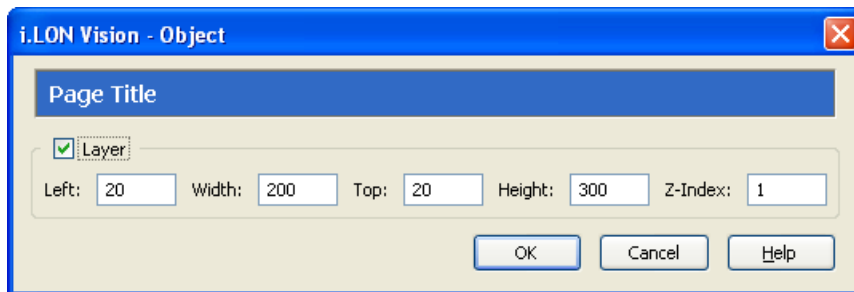 i.LON Vision - Object
Page Title
Layer
Left: 20 Width: 200 Top: 20 Height: 300 Z-Index: 1
OK Cancel Help